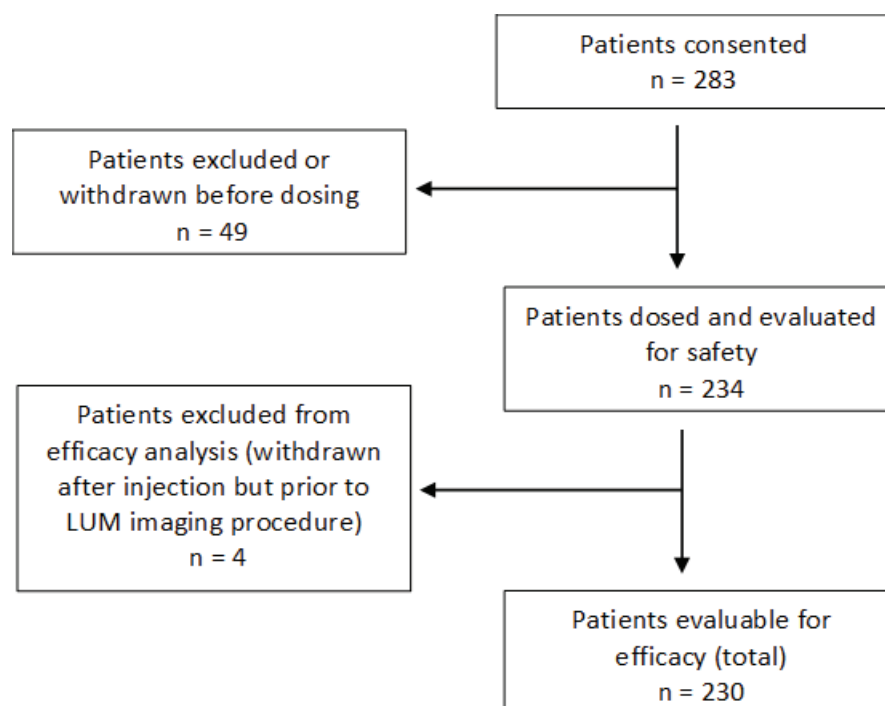 Patients consented
n = 283
Patients excluded or
withdrawn before dosing
n = 49
Patients dosed and evaluated
for safety
n = 234
Patients excluded from
efficacy analysis (withdrawn
after injection but prior to
LUM imaging procedure)
n = 4
Patients evaluable for
efficacy (total)
n = 230